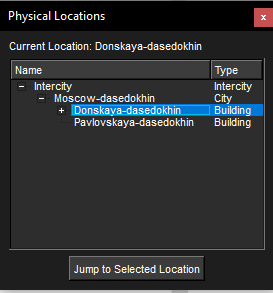 Physical Locations
x
Current Location: Donskaya-dasedokhin
Name Type
Intercity Intercity
Moscow-dasedokhin City
Donskaya-dasedokhin Building
Pavlovskaya-dasedokhin Building
Jump to Selected Location